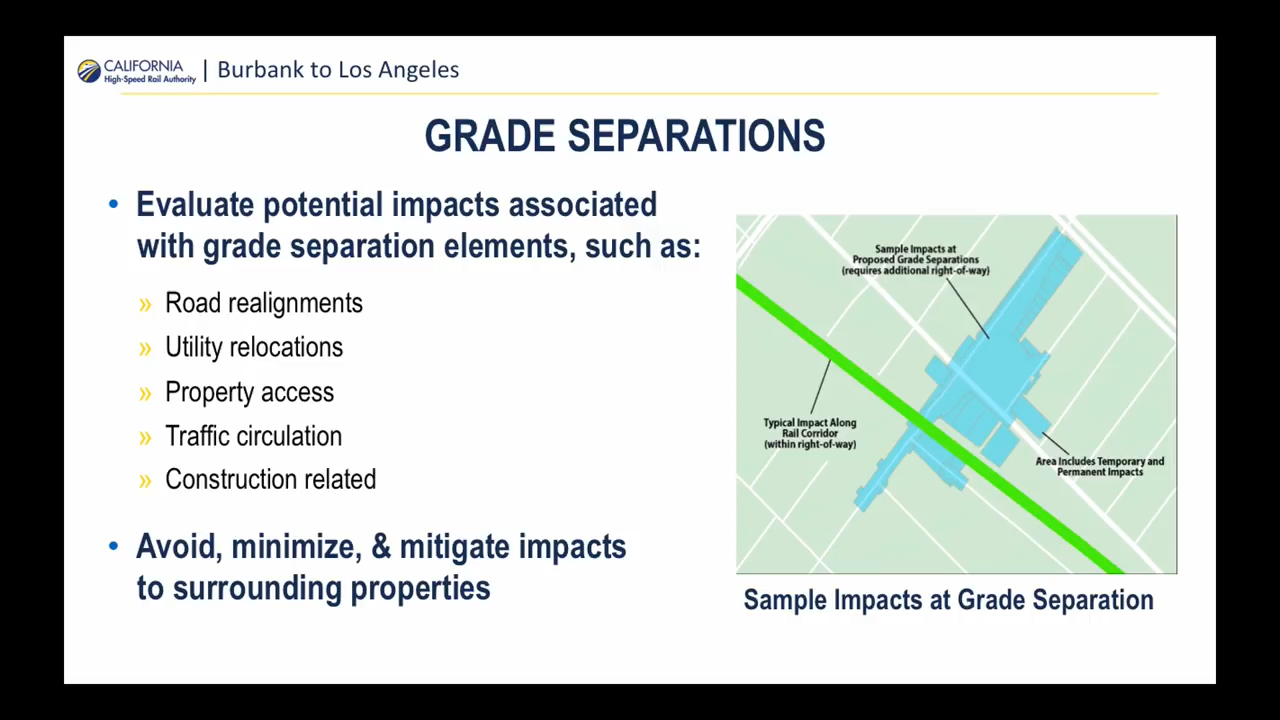 CALIFORNIA
High-Speed Rail Authority
| Burbank to Los Angeles
GRADE SEPARATIONS
• Evaluate potential impacts associated
with grade separation elements, such as:
» Road realignments
» Utility relocations
» Property access
» Traffic circulation
» Construction related
• Avoid, minimize, & mitigate impacts
to surrounding properties
Sample Impacts at
Proposed Grade Separations
(requires additional right-of-way)
Typical Impact Along
Rail Corridor
(within right-of-way)
Area Includes Temporary and
Permanent Impacts
Sample Impacts at Grade Separation